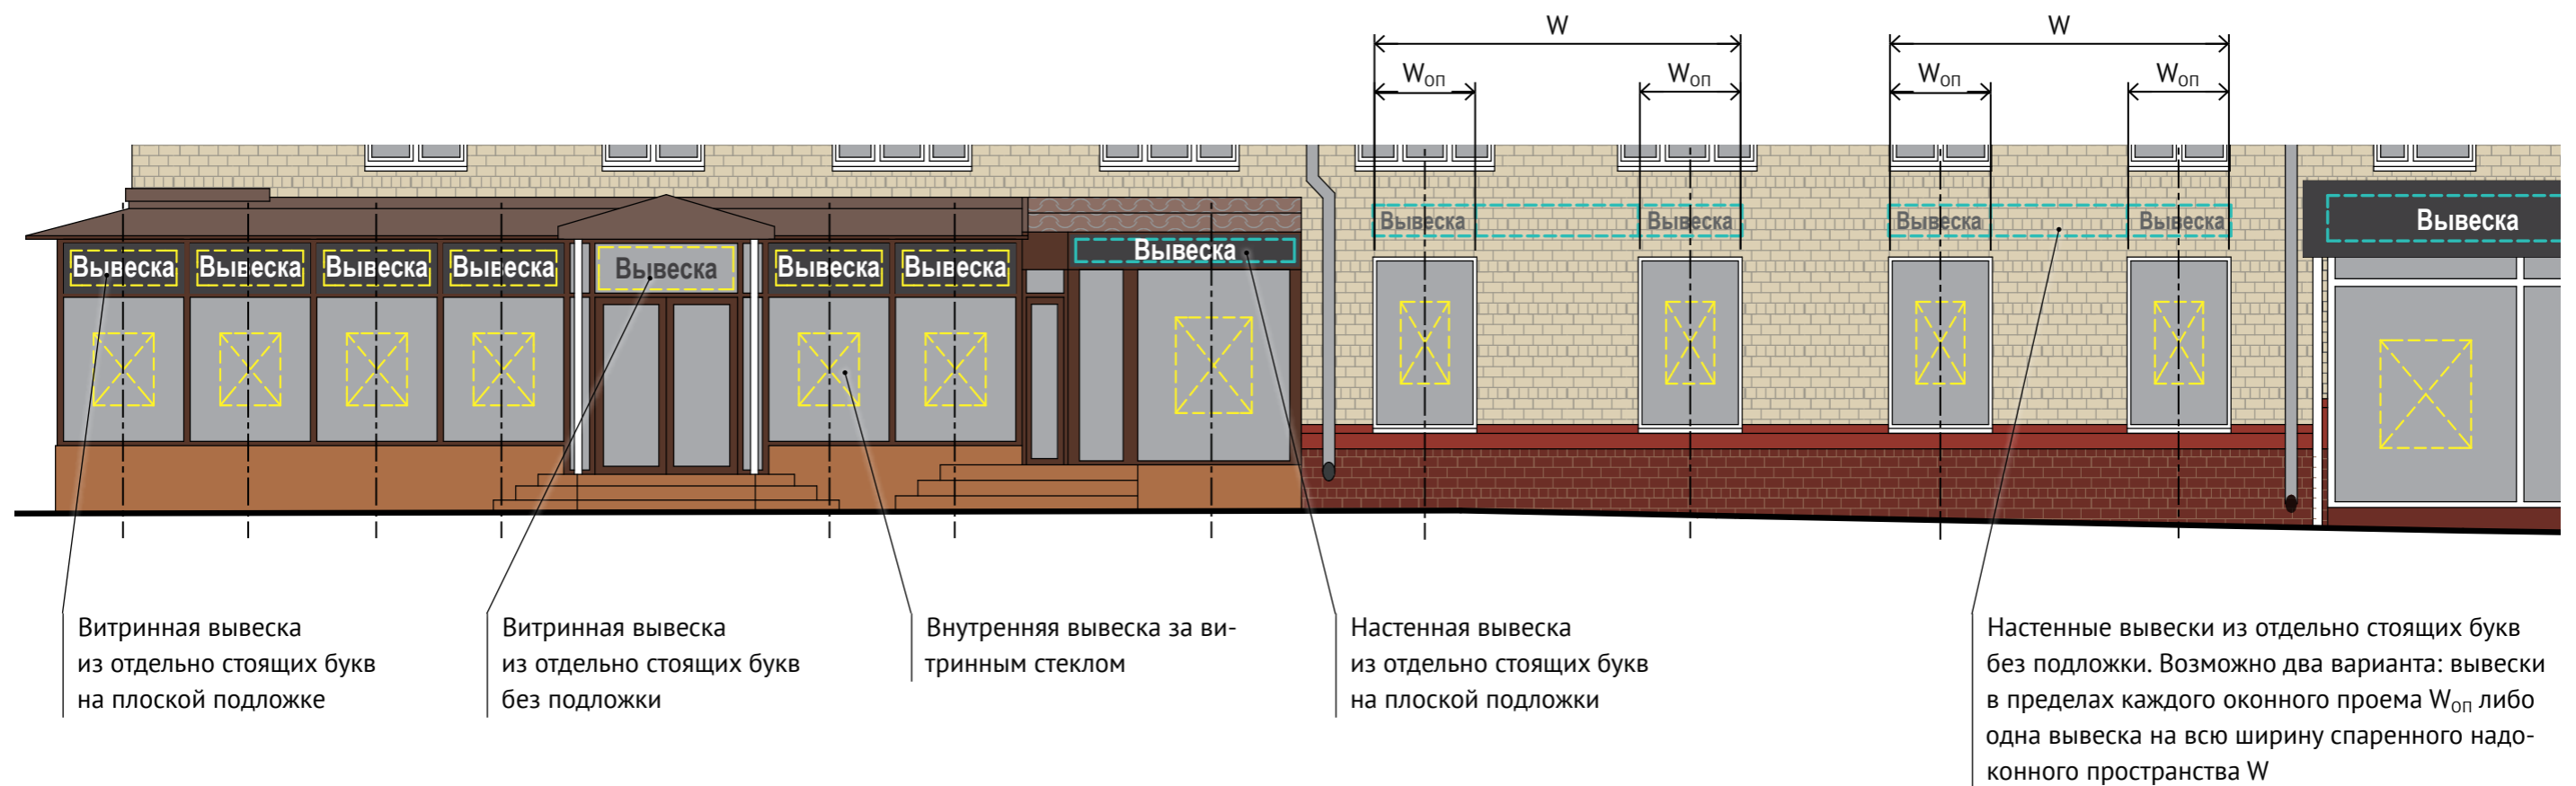 W
W
Wоп
Wоп
Wоп
Wоп
Вывеска
Вывеска
Вывеска
Вывеска
Вывеска
Вывеска
Вывеска
Вывеска
Вывеска
Вывеска
Вывеска
Вывеска
Вывеска
Витринная вывеска
из отдельно стоящих букв
на плоской подложке
Витринная вывеска
из отдельно стоящих букв
без подложки
Внутренняя вывеска за ви-
тринным стеклом
Настенная вывеска
из отдельно стоящих букв
на плоской подложки
Настенные вывески из отдельно стоящих букв
без подложки. Возможно два варианта: вывески
в пределах каждого оконного проема Wоп либо
одна вывеска на всю ширину спаренного надо-
конного пространства W